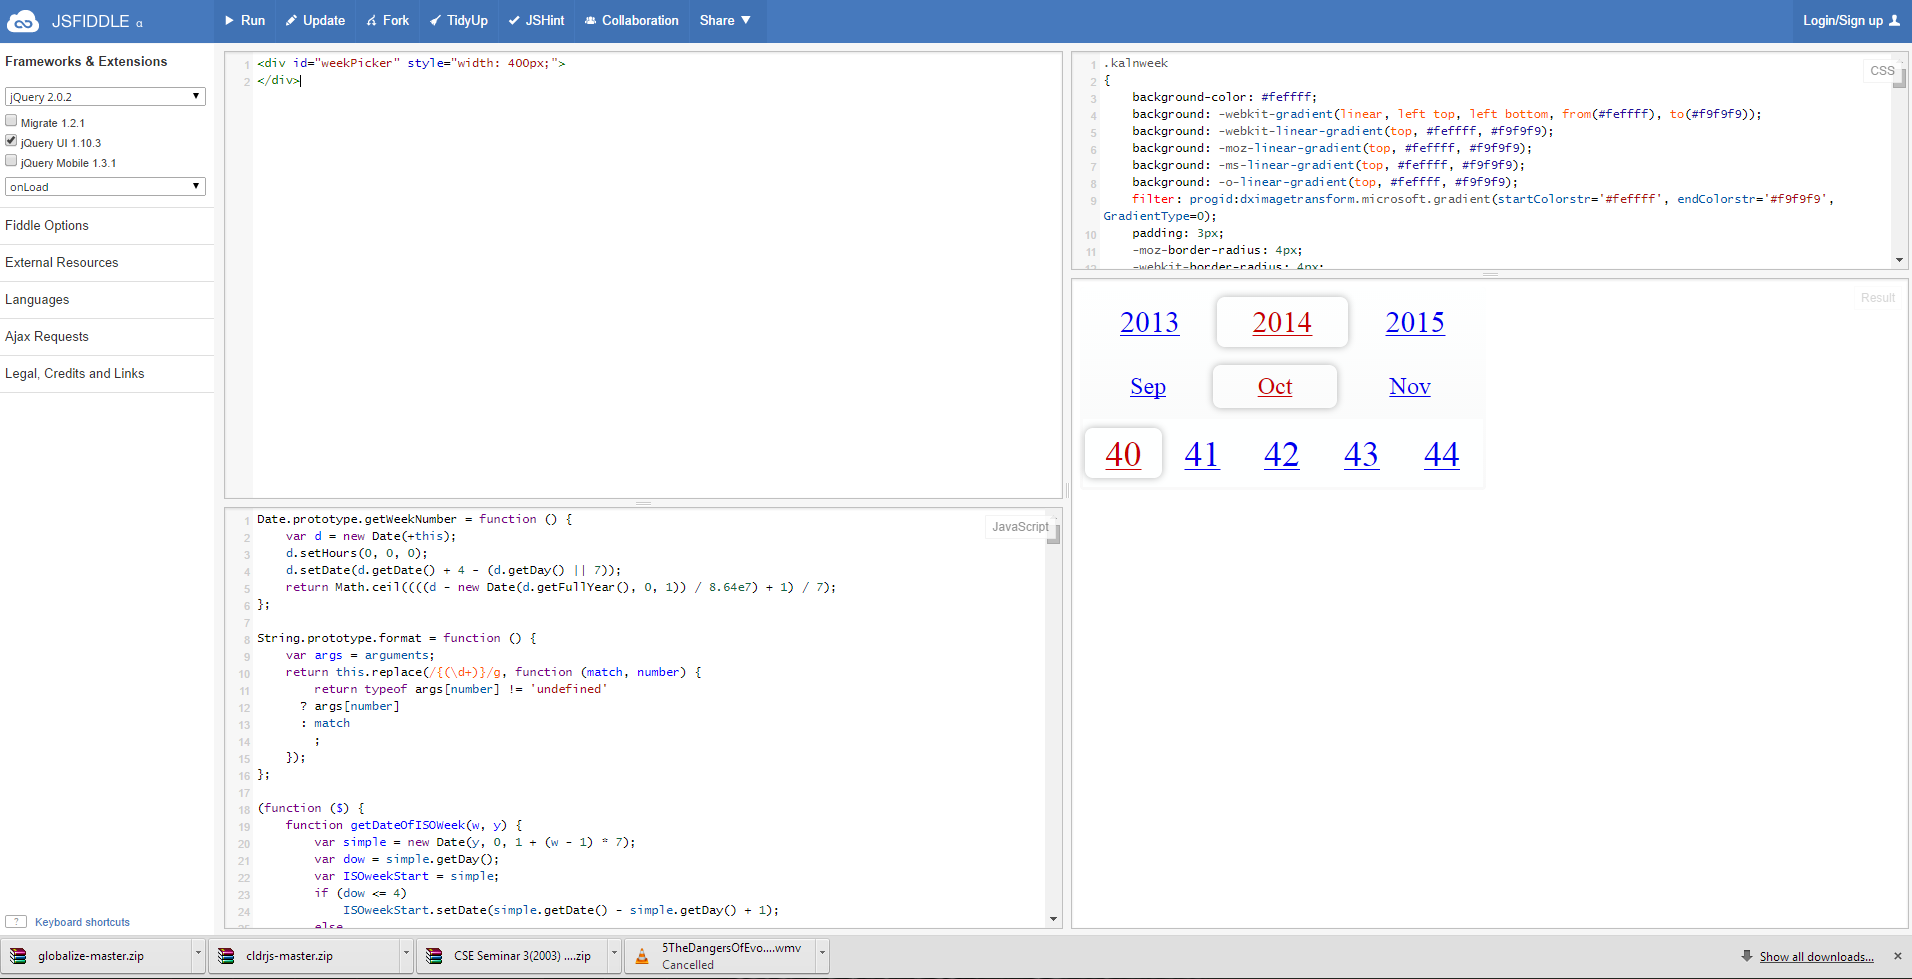 JSFIDDLE α
Run
Update
Fork
TidyUp
JSHint
Collaboration
Share ▼
Login/Sign up
Frameworks & Extensions
jQuery 2.0.2
Migrate 1.2.1
jQuery UI 1.10.3
jQuery Mobile 1.3.1
onLoad
Fiddle Options
External Resources
Languages
Ajax Requests
Legal, Credits and Links
? Keyboard shortcuts
1 <div id="weekPicker" style="width: 400px;">
2 </div>
JavaScript
1 Date.prototype.getWeekNumber = function () {
2 var d = new Date(+this);
3 d.setHours(0, 0, 0);
4 d.setDate(d.getDate() + 4 - (d.getDay() || 7));
5 return Math.ceil((((d - new Date(d.getFullYear(), 0, 1)) / 8.64e7) + 1) / 7);
6 };
7
8 String.prototype.format = function () {
9 var args = arguments;
10 return this.replace(/{(\d+)}/g, function (match, number) {
11 return typeof args[number] != 'undefined'
12 ? args[number]
13 : match
14 ;
15 });
16 };
17
18 (function ($) {
19 function getDateOfISOWeek(w, y) {
20 var simple = new Date(y, 0, 1 + (w - 1) * 7);
21 var dow = simple.getDay();
22 var ISOweekStart = simple;
23 if (dow <= 4)
24 ISOweekStart.setDate(simple.getDate() - simple.getDay() + 1);
25 else
CSS
1 .kalnweek
2 {
3 background-color: #feffff;
4 background: -webkit-gradient(linear, left top, left bottom, from(#feffff), to(#f9f9f9));
5 background: -webkit-linear-gradient(top, #feffff, #f9f9f9);
6 background: -moz-linear-gradient(top, #feffff, #f9f9f9);
7 background: -ms-linear-gradient(top, #feffff, #f9f9f9);
8 background: -o-linear-gradient(top, #feffff, #f9f9f9);
9 filter: progid:dximagetransform.microsoft.gradient(startColorstr='#feffff', endColorstr='#f9f9f9',
GradientType=0);
10 padding: 3px;
11 -moz-border-radius: 4px;
12 -webkit-border-radius: 4px;
Result
2013 2014 2015
Sep Oct Nov
40 41 42 43 44
globalize-master.zip
cldrjs-master.zip
CSE Seminar 3(2003) ....zip
5TheDangersOfEvo....wmv
Cancelled
Show all downloads...